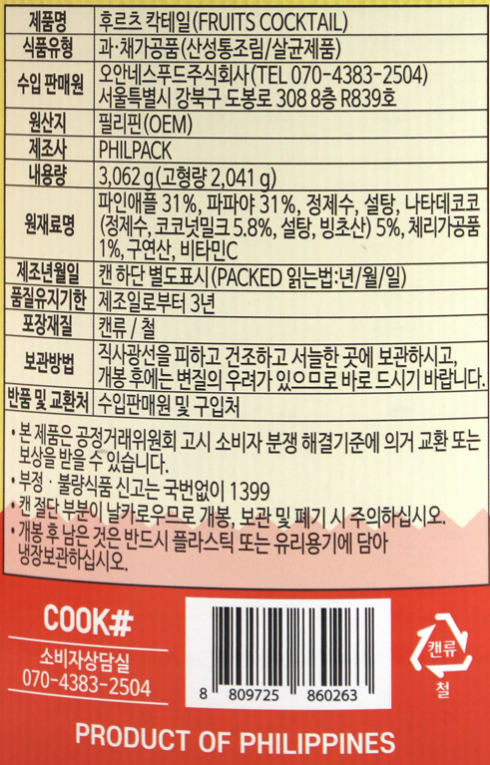 제품명 후르츠 칵테일(FRUITS COCKTAIL)
식품유형 과·채가공품(산성통조림/살균제품)
수입 판매원 오안네스푸드주식회사(TEL 070-4383-2504)
서울특별시 강북구 도봉로 308 8층 R839호
원산지 필리핀(OEM)
제조사 PHILPACK
내용량 3,062g(고형량 2,041 g)
원재료명 파인애플 31%, 파파야 31%, 정제수, 설탕, 나타데코코
(정제수, 코코넛밀크 5.8%, 설탕, 빙초산) 5%, 체리가공품
1%, 구연산, 비타민C
제조년월일 캔 하단 별도표시(PACKED 읽는법:년/월/일)
품질유지기한 제조일로부터 3년
포장재질 캔류 / 철
보관방법 직사광선을 피하고 건조하고 서늘한 곳에 보관하시고,
개봉 후에는 변질의 우려가 있으므로 바로 드시기 바랍니다.
반품 및 교환처 수입판매원 및 구입처
• 본 제품은 공정거래위원회 고시 소비자 분쟁 해결기준에 의거 교환 또는
보상을 받을 수 있습니다.
• 부정 · 불량식품 신고는 국번없이 1399
• 캔 절단 부분이 날카로우므로 개봉, 보관 및 폐기 시 주의하십시오.
• 개봉 후 남은 것은 반드시 플라스틱 또는 유리용기에 담아
냉장보관하십시오.
COOK#
소비자상담실
070-4383-2504
8 809725 860263
캔류
철
PRODUCT OF PHILIPPINES